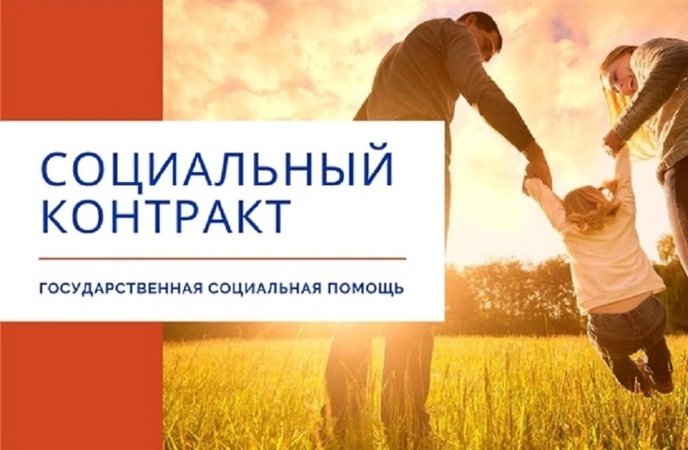 СОЦИАЛЬНЫЙ
КОНТРАКТ
ГОСУДАРСТВЕННАЯ СОЦИАЛЬНАЯ ПОМОЩЬ